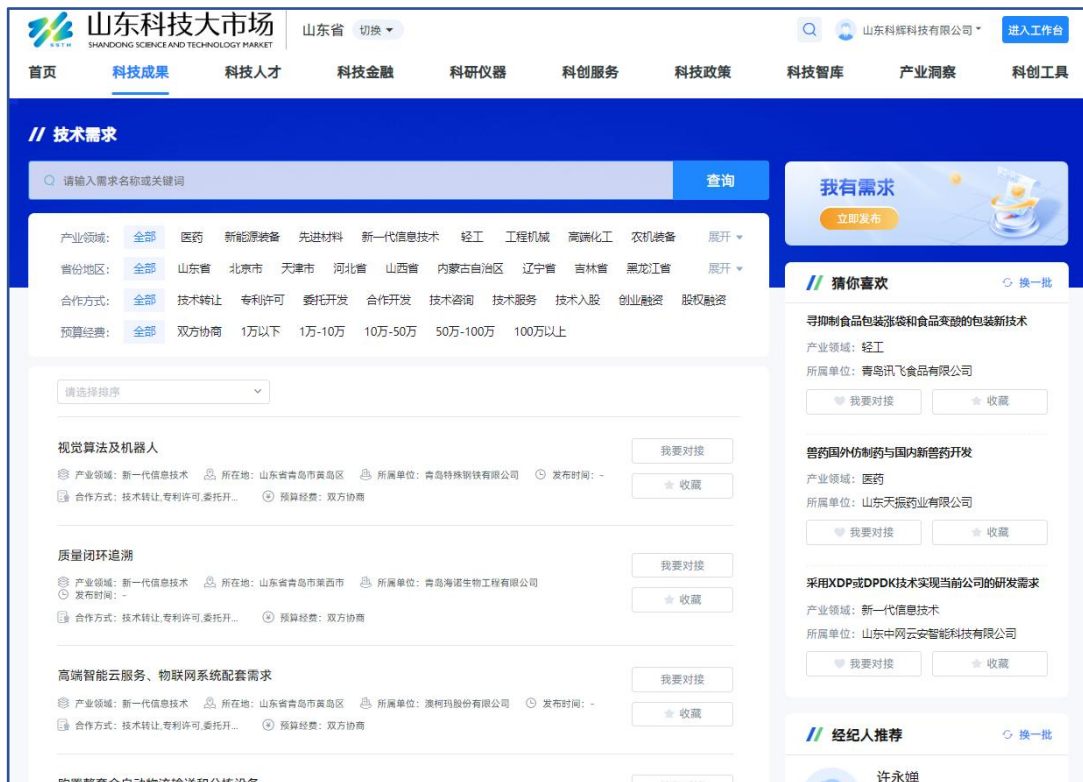 山东科技大市场
SHANDONG SCIENCE AND TECHNOLOGY MARKET
SSTM
山东省 切换
山东科辉科技有限公司
进入工作台
首页 科技成果 科技人才 科技金融 科研仪器 科创服务 科技政策 科技智库 产业洞察 科创工具
// 技术需求
请输入需求名称或关键词 查询
产业领域: 全部 医药 新能源装备 先进材料 新一代信息技术 轻工 工程机械 高端化工 农机装备 展开
省份地区: 全部 山东省 北京市 天津市 河北省 山西省 内蒙古自治区 辽宁省 吉林省 黑龙江省 展开
合作方式: 全部 技术转让 专利许可 委托开发 合作开发 技术咨询 技术服务 技术入股 创业融资 股权融资
预算经费: 全部 双方协商 1万以下 1万-10万 10万-50万 50万-100万 100万以上
请选择排序
视觉算法及机器人
我要对接
产业领域: 新一代信息技术 所在地: 山东省青岛市黄岛区 所属单位: 青岛特殊钢铁有限公司 发布时间: -
收藏
合作方式: 技术转让,专利许可,委托开... 预算经费: 双方协商
质量闭环追溯
我要对接
产业领域: 新一代信息技术 所在地: 山东省青岛市莱西市 所属单位: 青岛海诺生物工程有限公司
发布时间: -
收藏
合作方式: 技术转让,专利许可,委托开... 预算经费: 双方协商
高端智能云服务、物联网系统配套需求
我要对接
产业领域: 新一代信息技术 所在地: 山东省青岛市黄岛区 所属单位: 澳柯玛股份有限公司 发布时间: -
收藏
合作方式: 技术转让,专利许可,委托开... 预算经费: 双方协商
我有需求
立即发布
// 猜你喜欢 换一批
寻抑制食品包装涨袋和食品变酸的包装新技术
产业领域: 轻工
所属单位: 青岛讯飞食品有限公司
我要对接 收藏
兽药国外仿制药与国内新兽药开发
产业领域: 医药
所属单位: 山东天振药业有限公司
我要对接 收藏
采用XDP或DPDK技术实现当前公司的研发需求
产业领域: 新一代信息技术
所属单位: 山东中网云安智能科技有限公司
我要对接 收藏
// 经纪人推荐 换一批
许永婵